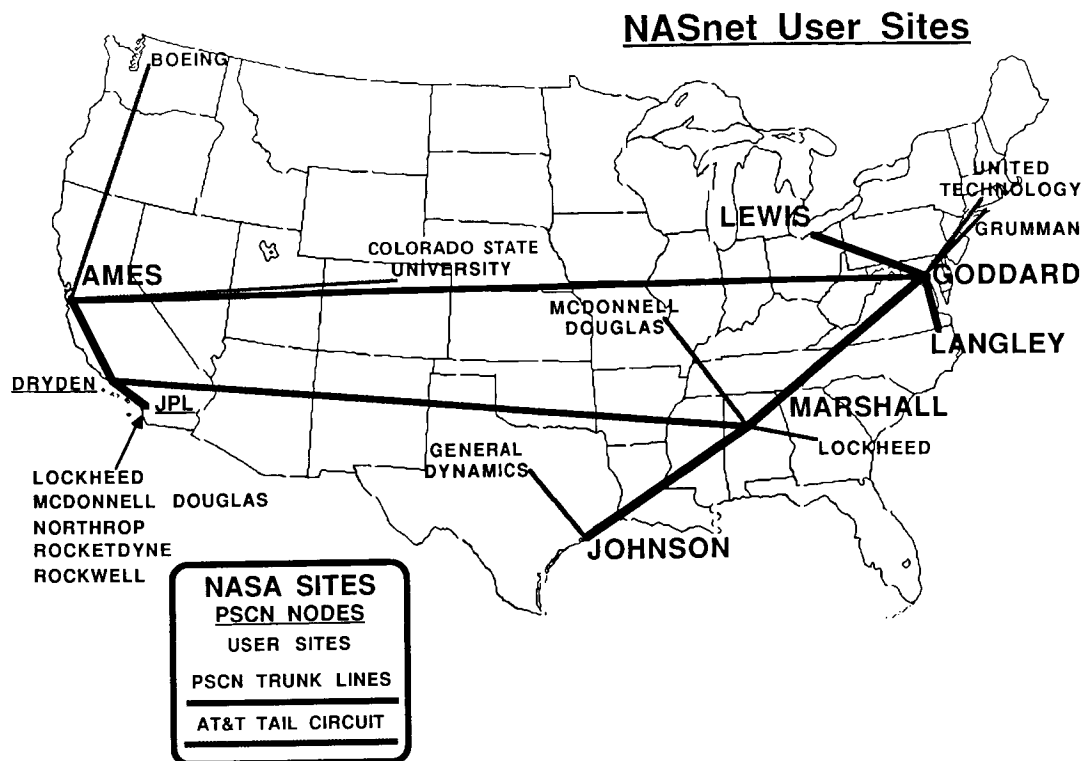 NASnet User Sites
BOEING
UNITED
TECHNOLOGY
LEWIS
GRUMMAN
COLORADO STATE
UNIVERSITY
AMES
GODDARD
MCDONNELL
DOUGLAS
LANGLEY
DRYDEN
JPL
MARSHALL
GENERAL
DYNAMICS
LOCKHEED
LOCKHEED
MCDONNELL DOUGLAS
NORTHROP
ROCKETDYNE
ROCKWELL
JOHNSON
NASA SITES
PSCN NODES
USER SITES
PSCN TRUNK LINES
AT&T TAIL CIRCUIT